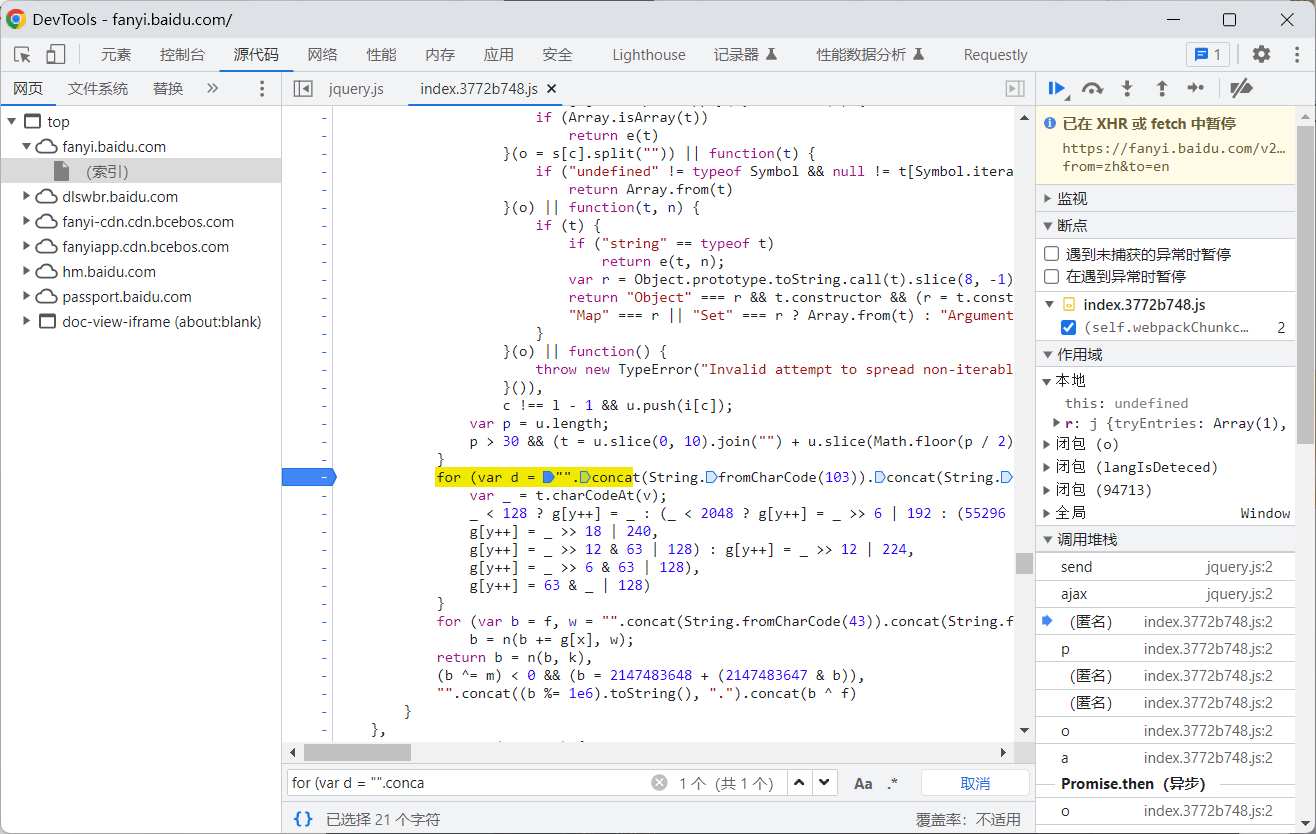 DevTools - fanyi.baidu.com/
元素 控制台 源代码 网络 性能 内存 应用 安全 Lighthouse 记录器 性能数据分析 Requestly 1
网页 文件系统 替换 »
jquery.js index.3772b748.js ×
top
fanyi.baidu.com
(索引)
dlswbr.baidu.com
fanyi-cdn.cdn.bcebos.com
fanyiapp.cdn.bcebos.com
hm.baidu.com
passport.baidu.com
doc-view-iframe (about:blank)
if (Array.isArray(t))
return e(t)
}(o = s[c].split("")) || function(t) {
if ("undefined" != typeof Symbol && null != t[Symbol.itera
return Array.from(t)
}(o) || function(t, n) {
if (t) {
if ("string" == typeof t)
return e(t, n);
var r = Object.prototype.toString.call(t).slice(8, -1)
return "Object" === r && t.constructor && (r = t.const
"Map" === r || "Set" === r ? Array.from(t) : "Argument
}
}(o) || function() {
throw new TypeError("Invalid attempt to spread non-iterabl
}()),
c !== l - 1 && u.push(i[c]);
var p = u.length;
p > 30 && (t = u.slice(0, 10).join("") + u.slice(Math.floor(p / 2)
}
for (var d = "".concat(String.fromCharCode(103)).concat(String.
var _ = t.charCodeAt(v);
_ < 128 ? g[y++] = _ : (_ < 2048 ? g[y++] = _ >> 6 | 192 : (55296
g[y++] = _ >> 18 | 240,
g[y++] = _ >> 12 & 63 | 128) : g[y++] = _ >> 12 | 224,
g[y++] = _ >> 6 & 63 | 128),
g[y++] = 63 & _ | 128)
}
for (var b = f, w = "".concat(String.fromCharCode(43)).concat(String.f
b = n(b += g[x], w);
return b = n(b, k),
(b ^= m) < 0 && (b = 2147483648 + (2147483647 & b)),
"".concat((b %= 1e6).toString(), ".").concat(b ^ f)
}
},
for (var d = "".conca
1 个 (共 1 个)
Aa .* 取消
{} 已选择 21 个字符
覆盖率: 不适用
已在 XHR 或 fetch 中暂停
https://fanyi.baidu.com/v2…
from=zh&to=en
监视
断点
遇到未捕获的异常时暂停
在遇到异常时暂停
index.3772b748.js
(self.webpackChunkc… 2
作用域
本地
this: undefined
r: j {tryEntries: Array(1),
闭包 (o)
闭包 (langIsDeteced)
闭包 (94713)
全局 Window
调用堆栈
send jquery.js:2
ajax jquery.js:2
(匿名) index.3772b748.js:2
p index.3772b748.js:2
(匿名) index.3772b748.js:2
(匿名) index.3772b748.js:2
o index.3772b748.js:2
a index.3772b748.js:2
Promise.then (异步)
o index.3772b748.js:2